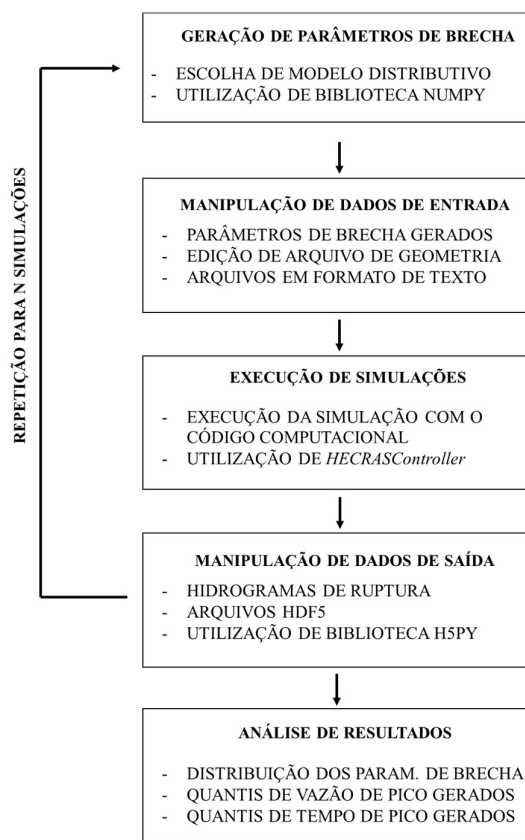 GERAÇÃO DE PARÂMETROS DE BRECHA
- ESCOLHA DE MODELO DISTRIBUTIVO
- UTILIZAÇÃO DE BIBLIOTECA NUMPY
REPETIÇÃO PARA N SIMULAÇÕES
MANIPULAÇÃO DE DADOS DE ENTRADA
- PARÂMETROS DE BRECHA GERADOS
- EDIÇÃO DE ARQUIVO DE GEOMETRIA
- ARQUIVOS EM FORMATO DE TEXTO
EXECUÇÃO DE SIMULAÇÕES
- EXECUÇÃO DA SIMULAÇÃO COM O
CÓDIGO COMPUTACIONAL
- UTILIZAÇÃO DE HECRASController
MANIPULAÇÃO DE DADOS DE SAÍDA
- HIDROGRAMAS DE RUPTURA
- ARQUIVOS HDF5
- UTILIZAÇÃO DE BIBLIOTECA H5PY
ANÁLISE DE RESULTADOS
- DISTRIBUIÇÃO DOS PARAM. DE BRECHA
- QUANTIS DE VAZÃO DE PICO GERADOS
- QUANTIS DE TEMPO DE PICO GERADOS